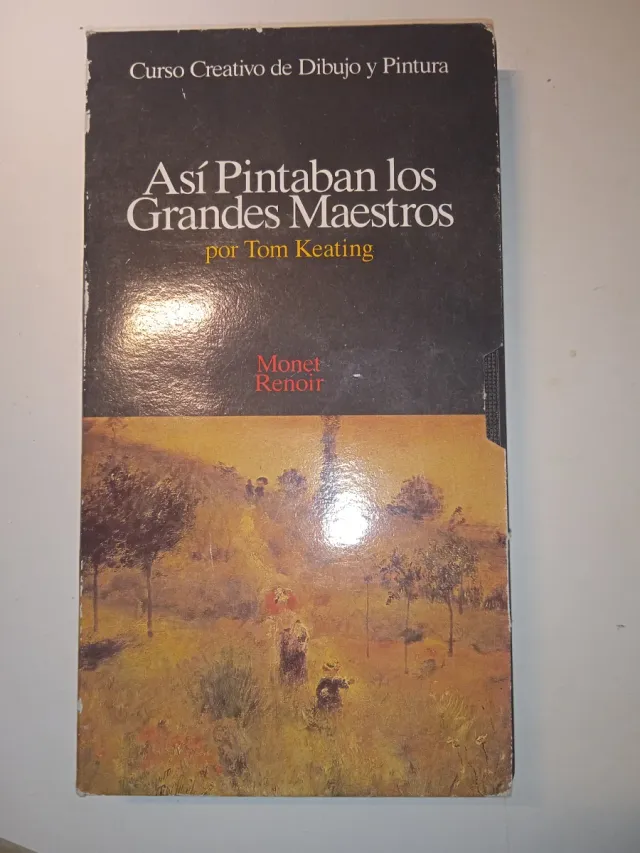 Curso Creativo de Dibujo y Pintura
Así Pintaban los
Grandes Maestros
por Tom Keating
Monet
Renoir